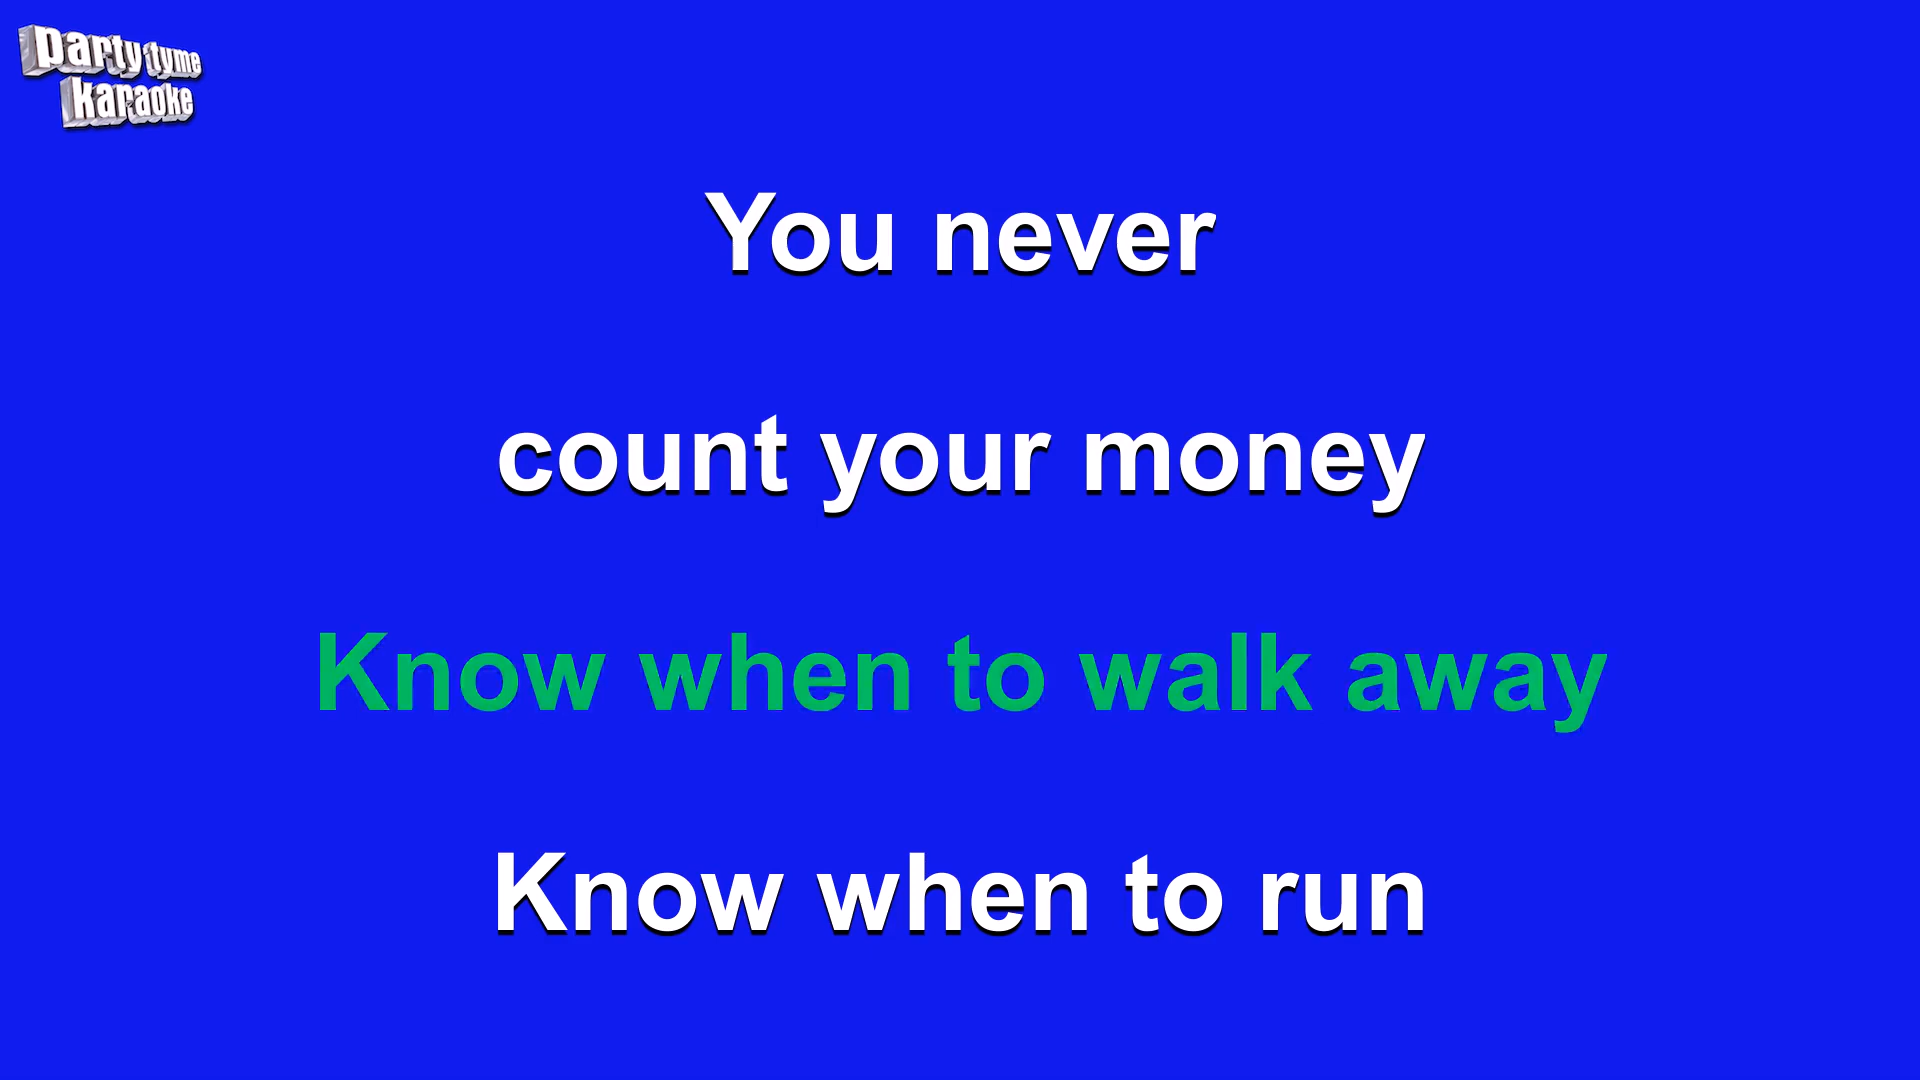 party tyme
karaoke
You never
count your money
Know when to walk away
Know when to run